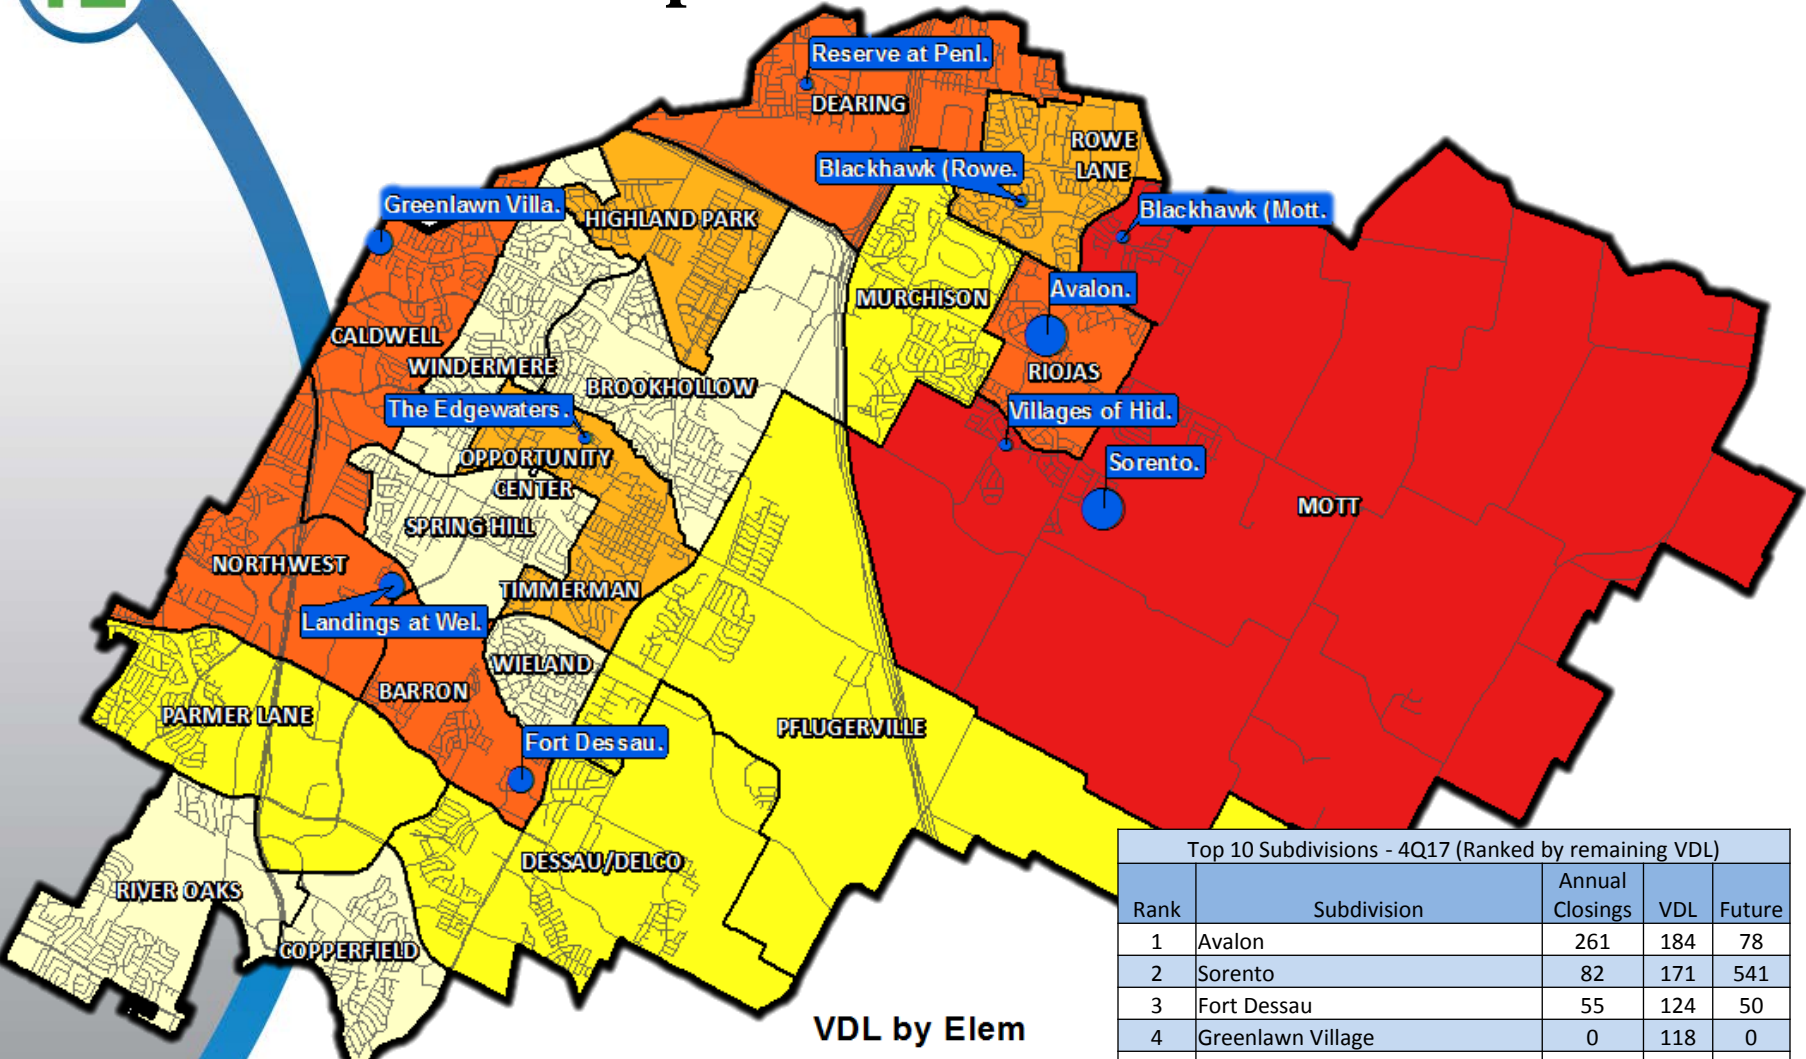 Reserve at Penl.
DEARING
ROWE
LANE
Blackhawk (Rowe.
Greenlawn Villa.
HIGHLAND PARK
Blackhawk (Mott.
Avalon.
MURCHISON
CALDWELL
WINDERMERE
RIOJAS
BROOKHOLLOW
The Edgewaters.
Villages of Hid.
OPPORTUNITY
CENTER
Sorento.
MOTT
SPRING HILL
NORTHWEST
TIMMERMAN
Landings at Wel.
WIELAND
BARRON
PARMER LANE
PFLUGERVILLE
Fort Dessau.
DESSAU/DELCO
RIVER OAKS
COPPERFIELD
VDL by Elem
Top 10 Subdivisions - 4Q17 (Ranked by remaining VDL)
Rank Subdivision Annual Closings VDL Future
1 Avalon 261 184 78
2 Sorento 82 171 541
3 Fort Dessau 55 124 50
4 Greenlawn Village 0 118 0